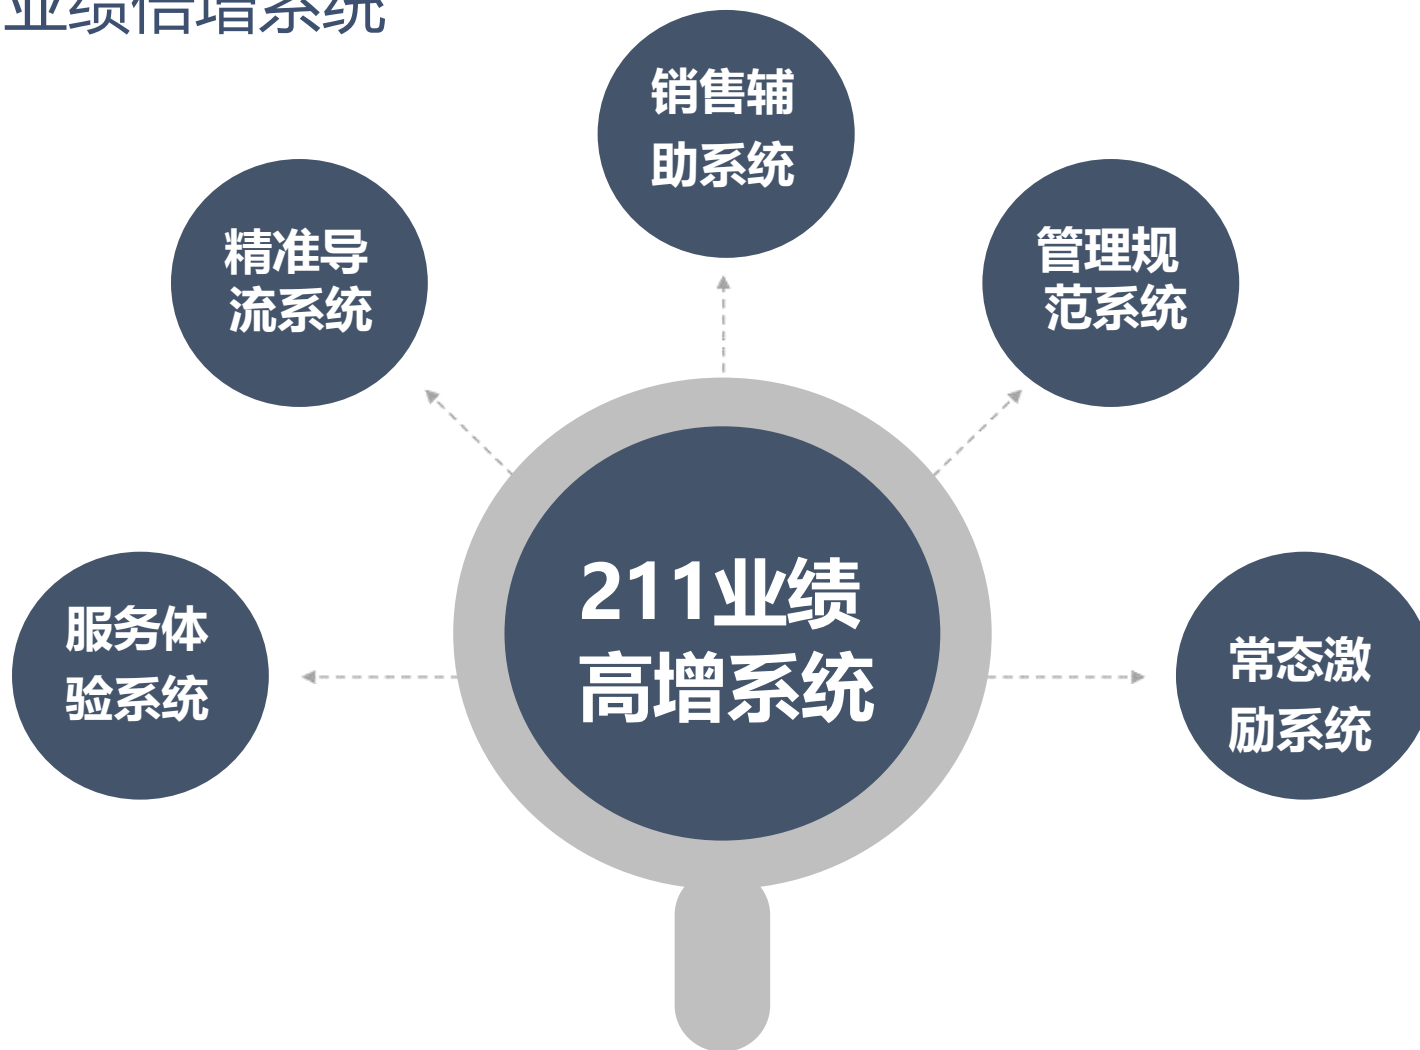 业绩倍增系统
销售辅
助系统
精准导
流系统
管理规
范系统
211业绩
高增系统
服务体
验系统
常态激
励系统